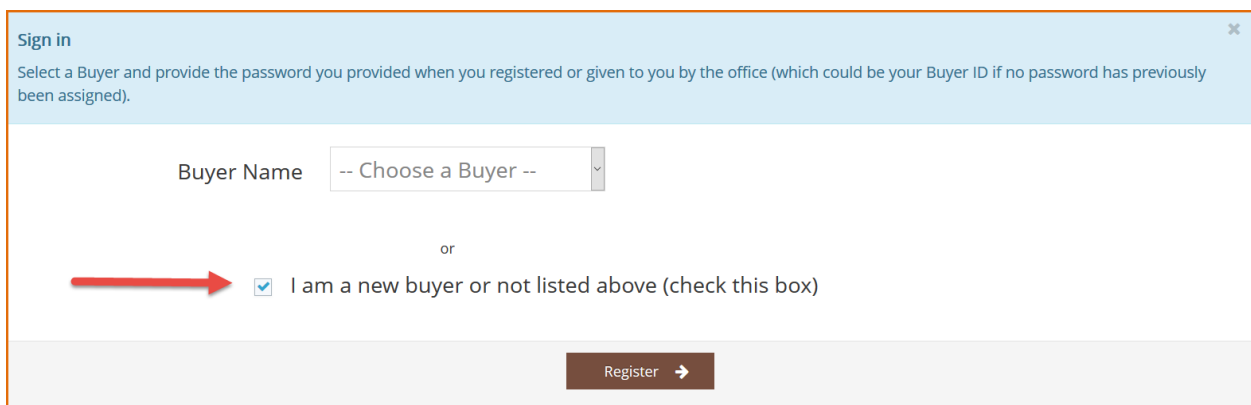 Sign in
Select a Buyer and provide the password you provided when you registered or given to you by the office (which could be your Buyer ID if no password has previously
been assigned).
Buyer Name -- Choose a Buyer --
or
I am a new buyer or not listed above (check this box)
Register